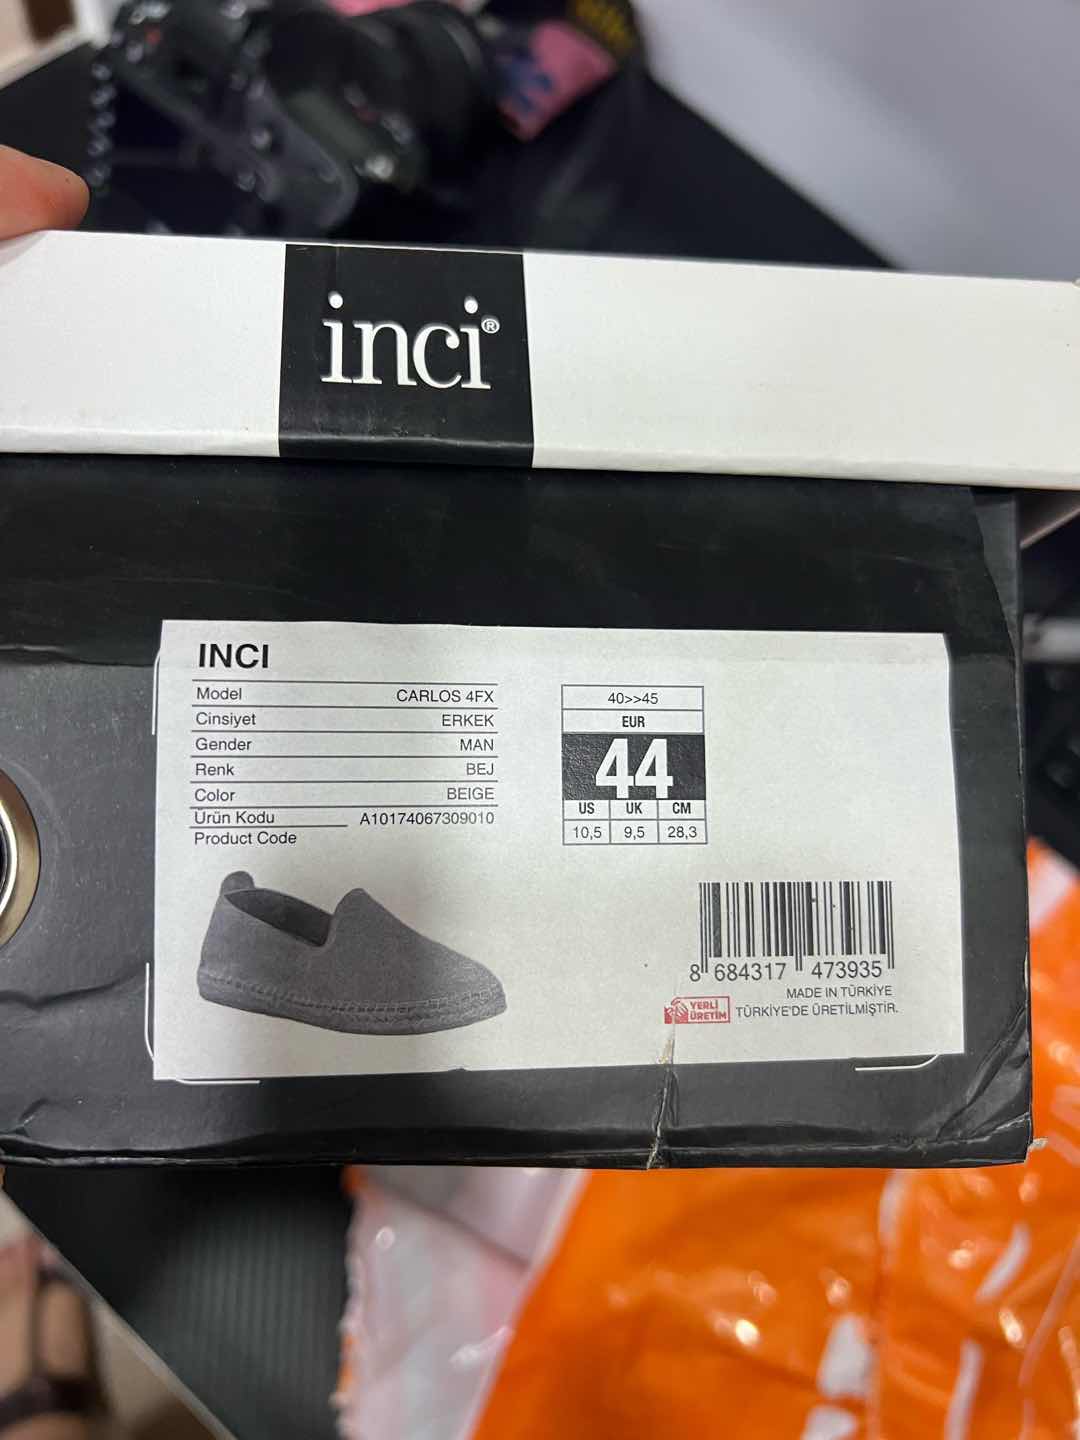 inci®
INCI
Model CARLOS 4FX
Cinsiyet ERKEK
Gender MAN
Renk BEJ
Color BEIGE
Ürün Kodu A10174067309010
Product Code
40>>45
EUR
44
US UK CM
10,5 9,5 28,3
8 684317 473935
MADE IN TÜRKİYE
YERLİ
ÜRETİM
TÜRKİYE'DE ÜRETİLMİŞTİR.